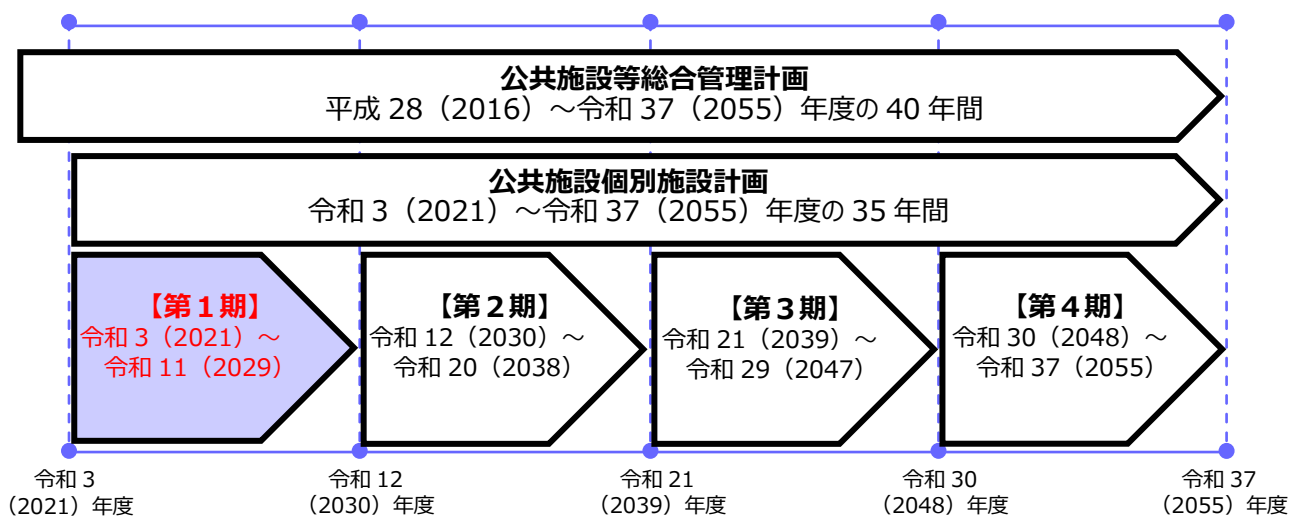 公共施設等総合管理計画
平成 28（2016）～令和 37（2055）年度の 40 年間
公共施設個別施設計画
令和 3（2021）～令和 37（2055）年度の 35 年間
【第１期】
令和 3（2021）～
令和 11（2029）
【第２期】
令和 12（2030）～
令和 20（2038）
【第３期】
令和 21（2039）～
令和 29（2047）
【第４期】
令和 30（2048）～
令和 37（2055）
令和 3
（2021）年度
令和 12
（2030）年度
令和 21
（2039）年度
令和 30
（2048）年度
令和 37
（2055）年度